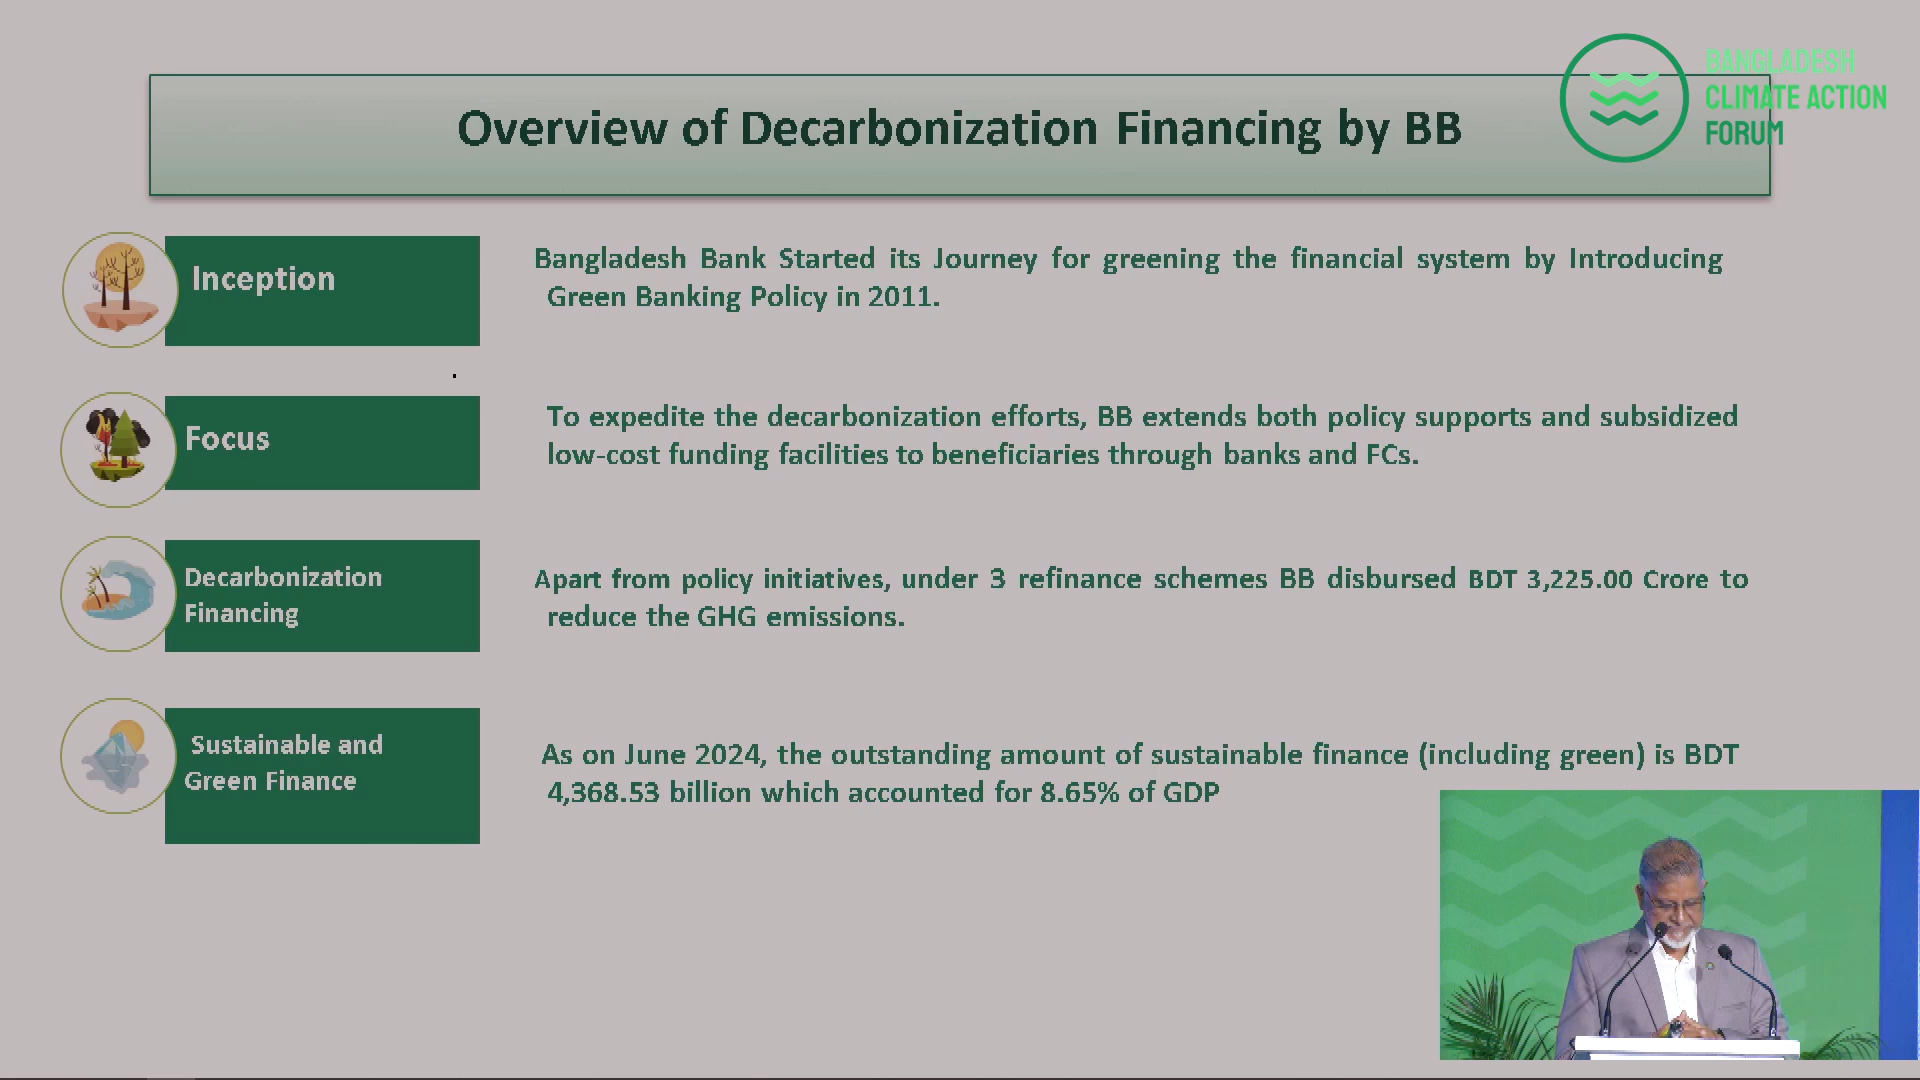 BANGLADESH
CLIMATE ACTION
FORUM
Overview of Decarbonization Financing by BB
Inception
Bangladesh Bank Started its Journey for greening the financial system by Introducing
Green Banking Policy in 2011.
Focus
To expedite the decarbonization efforts, BB extends both policy supports and subsidized
low-cost funding facilities to beneficiaries through banks and FCs.
Decarbonization
Financing
Apart from policy initiatives, under 3 refinance schemes BB disbursed BDT 3,225.00 Crore to
reduce the GHG emissions.
Sustainable and
Green Finance
As on June 2024, the outstanding amount of sustainable finance (including green) is BDT
4,368.53 billion which accounted for 8.65% of GDP